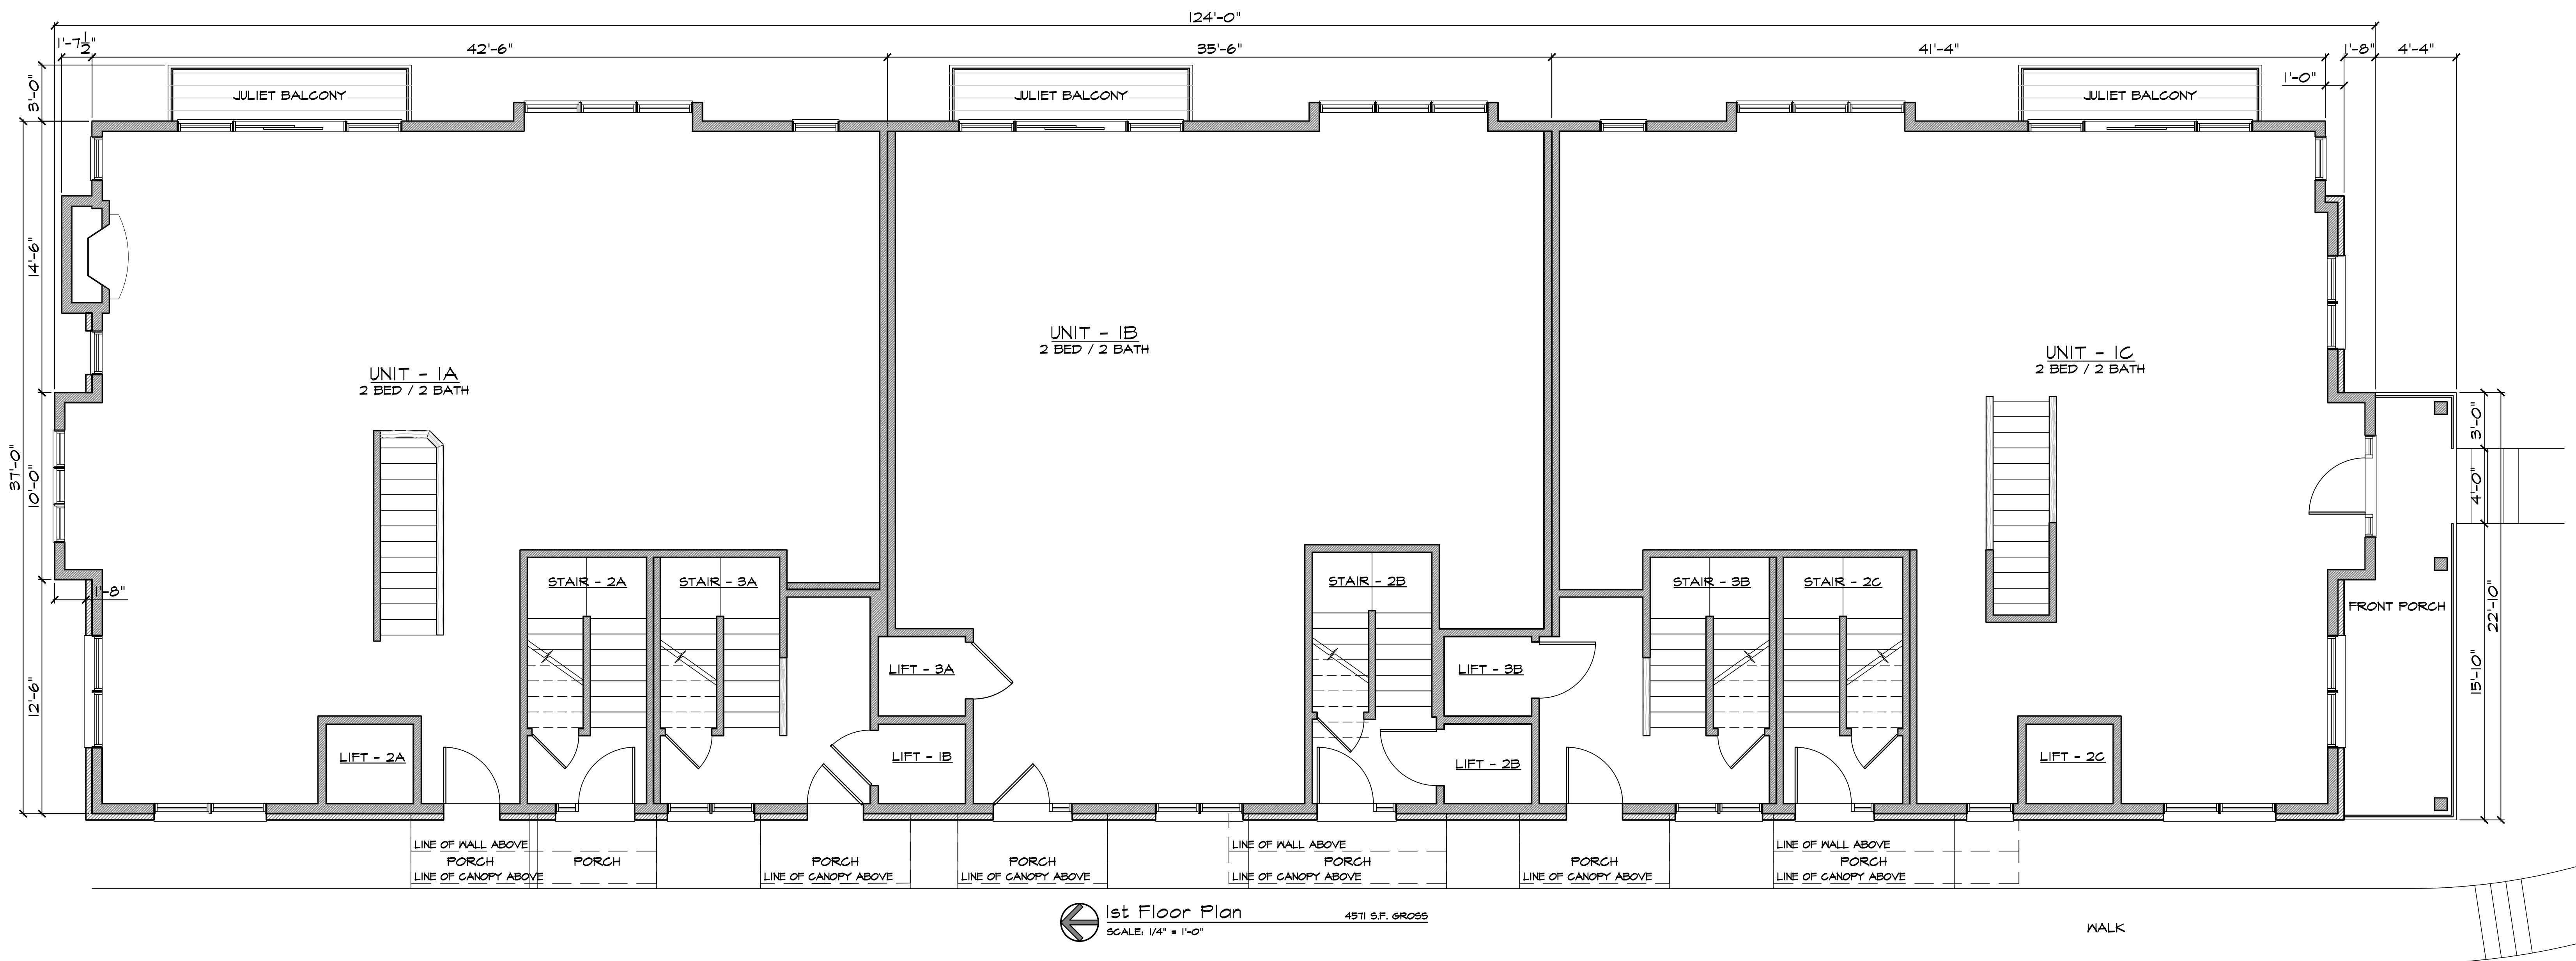 124'-0"
1'-7 1/2"
42'-6"
35'-6"
41'-4"
1'-8"
4'-4"
3'-0"
1'-0"
JULIET BALCONY
JULIET BALCONY
JULIET BALCONY
14'-6"
37'-0"
10'-0"
12'-6"
1'-8"
UNIT - 1A
2 BED / 2 BATH
UNIT - 1B
2 BED / 2 BATH
UNIT - 1C
2 BED / 2 BATH
3'-0"
4'-0"
22'-10"
15'-10"
FRONT PORCH
STAIR - 2A
STAIR - 3A
STAIR - 2B
STAIR - 3B
STAIR - 2C
LIFT - 3A
LIFT - 3B
LIFT - 2A
LIFT - 1B
LIFT - 2B
LIFT - 2C
LINE OF WALL ABOVE
PORCH
LINE OF CANOPY ABOVE
PORCH
PORCH
LINE OF CANOPY ABOVE
PORCH
LINE OF CANOPY ABOVE
LINE OF WALL ABOVE
PORCH
LINE OF CANOPY ABOVE
PORCH
LINE OF CANOPY ABOVE
LINE OF WALL ABOVE
PORCH
LINE OF CANOPY ABOVE
1st Floor Plan
4571 S.F. GROSS
SCALE: 1/4" = 1'-0"
WALK